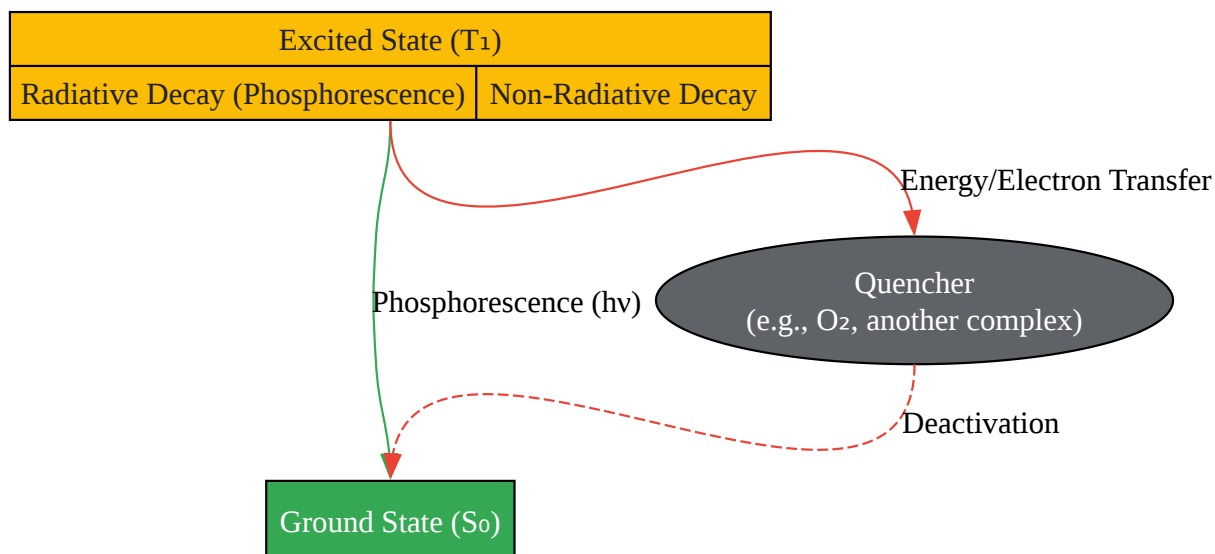 Excited State (T₁)
Radiative Decay (Phosphorescence)
Non-Radiative Decay
Energy/Electron Transfer
Phosphorescence (hν)
Quencher
(e.g., O₂, another complex)
Deactivation
Ground State (S₀)